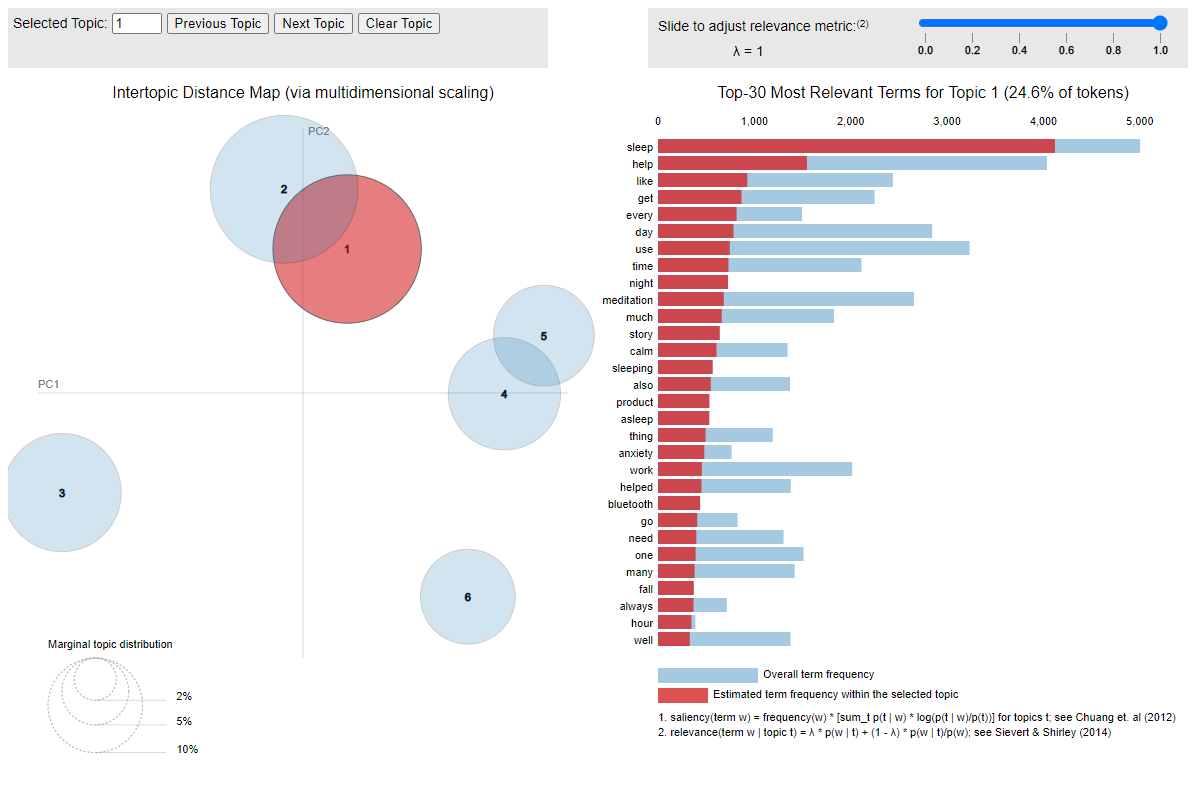 Selected Topic: 1 Previous Topic Next Topic Clear Topic
Slide to adjust relevance metric:(2)
λ = 1
0.0 0.2 0.4 0.6 0.8 1.0
Intertopic Distance Map (via multidimensional scaling)
PC2
PC1
2
1
5
4
3
6
Marginal topic distribution
2%
5%
10%
Top-30 Most Relevant Terms for Topic 1 (24.6% of tokens)
0 1,000 2,000 3,000 4,000 5,000
sleep
help
like
get
every
day
use
time
night
meditation
much
story
calm
sleeping
also
product
asleep
thing
anxiety
work
helped
bluetooth
go
need
one
many
fall
always
hour
well
Overall term frequency
Estimated term frequency within the selected topic
1. saliency(term w) = frequency(w) * [sum_t p(t | w) * log(p(t | w)/p(t))] for topics t; see Chuang et. al (2012)
2. relevance(term w | topic t) = λ * p(w | t) + (1 - λ) * p(w | t)/p(w); see Sievert & Shirley (2014)